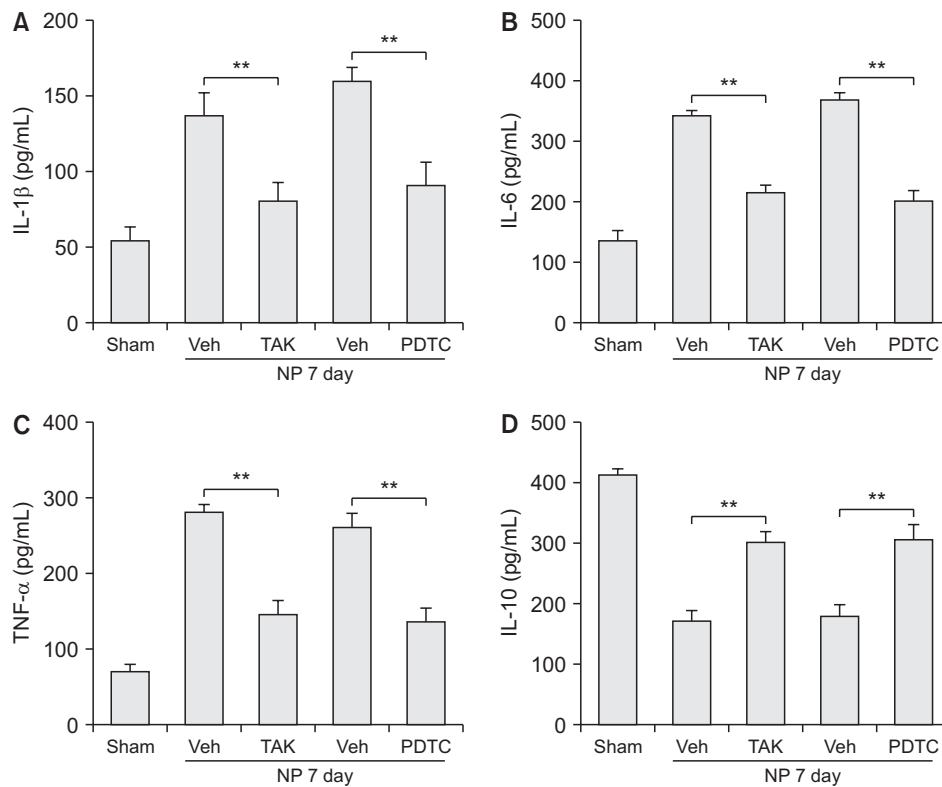 A
IL-1β (pg/mL)
200
150
100
50
0
**
**
Sham Veh TAK Veh PDTC
NP 7 day
B
IL-6 (pg/mL)
500
400
300
200
100
0
**
**
Sham Veh TAK Veh PDTC
NP 7 day
C
TNF-α (pg/mL)
400
300
200
100
0
**
**
Sham Veh TAK Veh PDTC
NP 7 day
D
IL-10 (pg/mL)
500
400
300
200
100
0
**
**
Sham Veh TAK Veh PDTC
NP 7 day